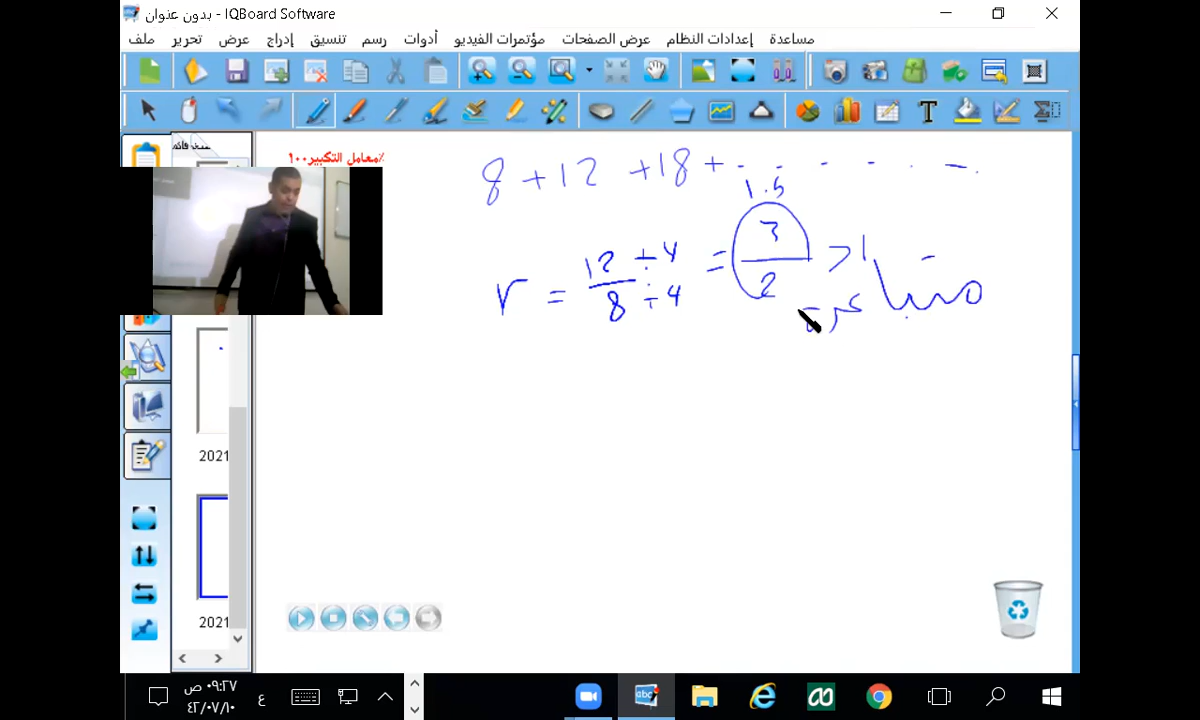 بدون عنوان - IQBoard Software
ملف تحرير عرض إدراج تنسيق رسم أدوات مؤتمرات الفيديو عرض الصفحات إعدادات النظام مساعدة
معامل التكبير١٠٠٪
8 + 12 + 18 + - - - - - -
1.5
r = 12 ÷ 4 / 8 ÷ 4 = 3 / 2 > 1
2021
2021
T
abc
٠٩:٢٧ ص
ع
٤٢/٠٧/١٠